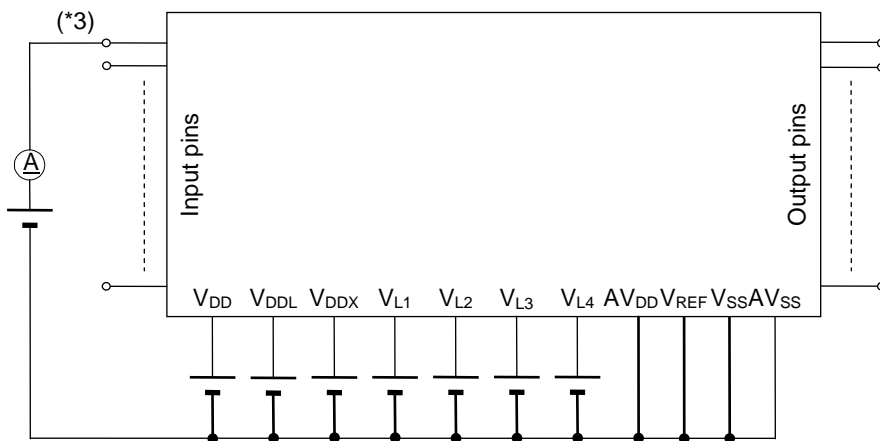 (*3)
A
Input pins
Output pins
VDD VDDL VDDX VL1 VL2 VL3 VL4 AVDD VREF VSS AVSS